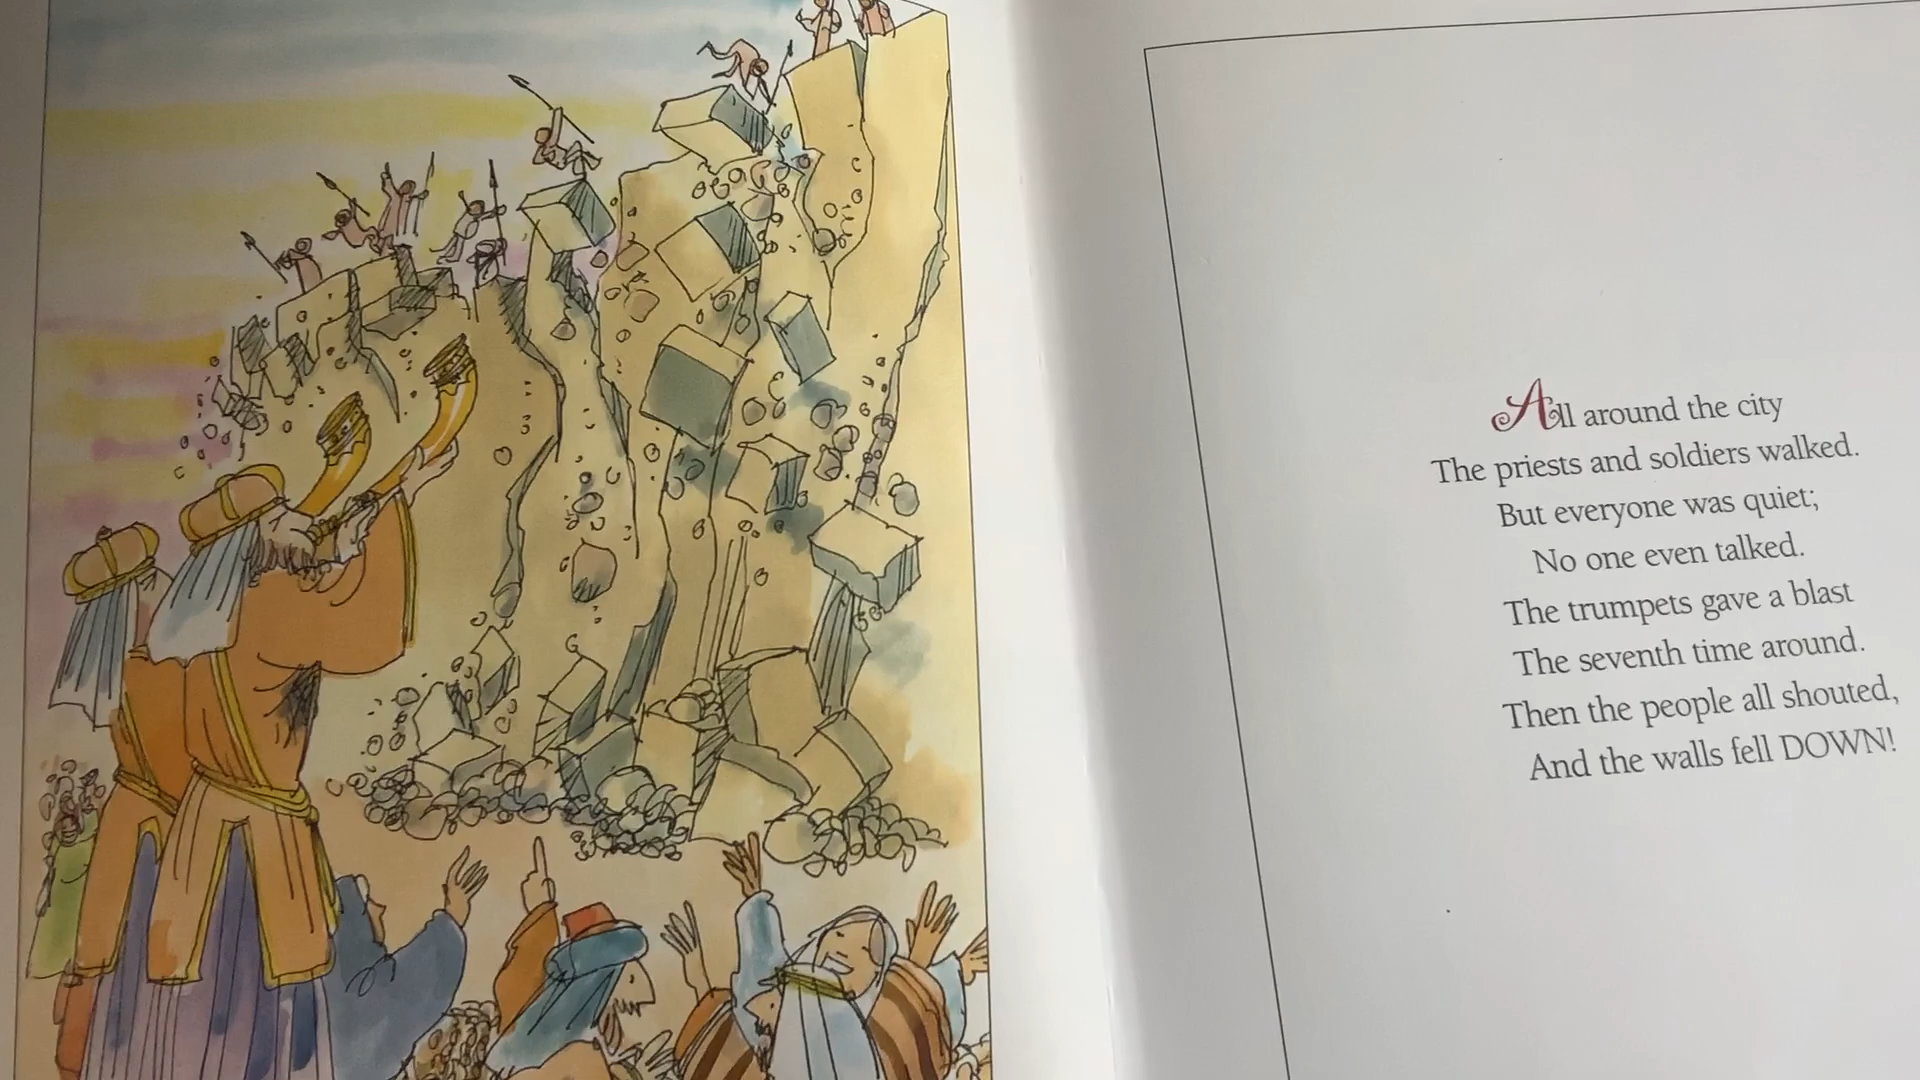 All around the city
The priests and soldiers walked.
But everyone was quiet;
No one even talked.
The trumpets gave a blast
The seventh time around.
Then the people all shouted,
And the walls fell DOWN!